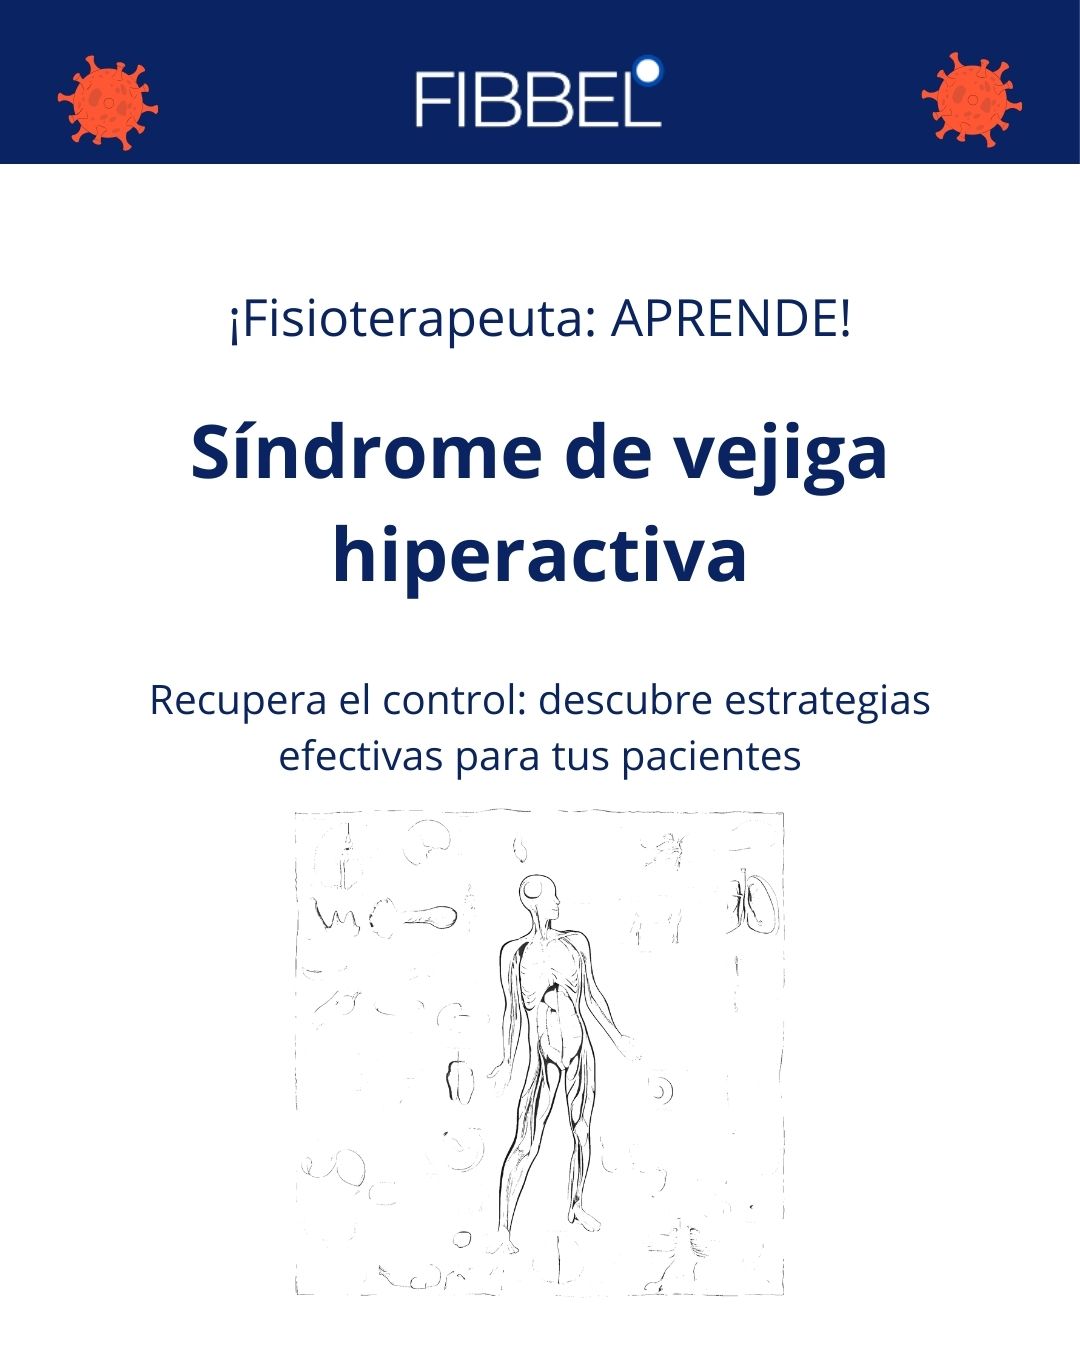 FIBBEL
¡Fisioterapeuta: APRENDE!
Síndrome de vejiga
hiperactiva
Recupera el control: descubre estrategias
efectivas para tus pacientes